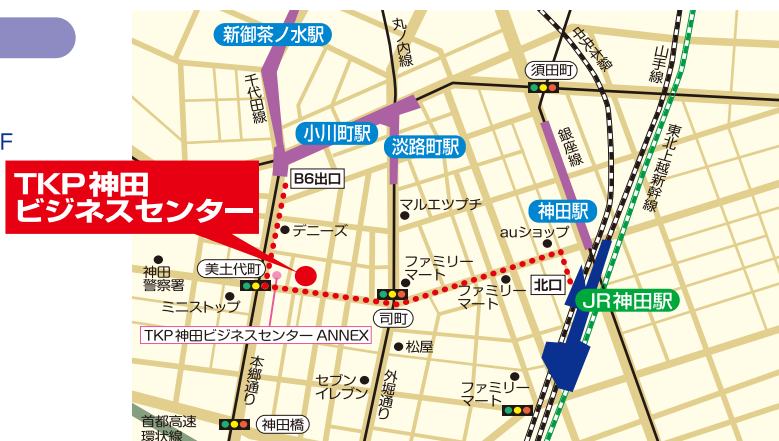 新御茶ノ水駅
丸ノ内線
中央本線
山手線
須田町
千代田線
F
小川町駅
淡路町駅
銀座線
東北上越新幹線
TKP神田
ビジネスセンター
B6出口
マルエツプチ
神田駅
デニーズ
auショップ
神田
警察署
美土代町
ファミリー
マート
ファミリー
マート
北口
JR神田駅
ミニストップ
司町
TKP神田ビジネスセンター ANNEX
松屋
本郷通り
セブン
イレブン
外堀通り
ファミリー
マート
首都高速
環状線
神田橋